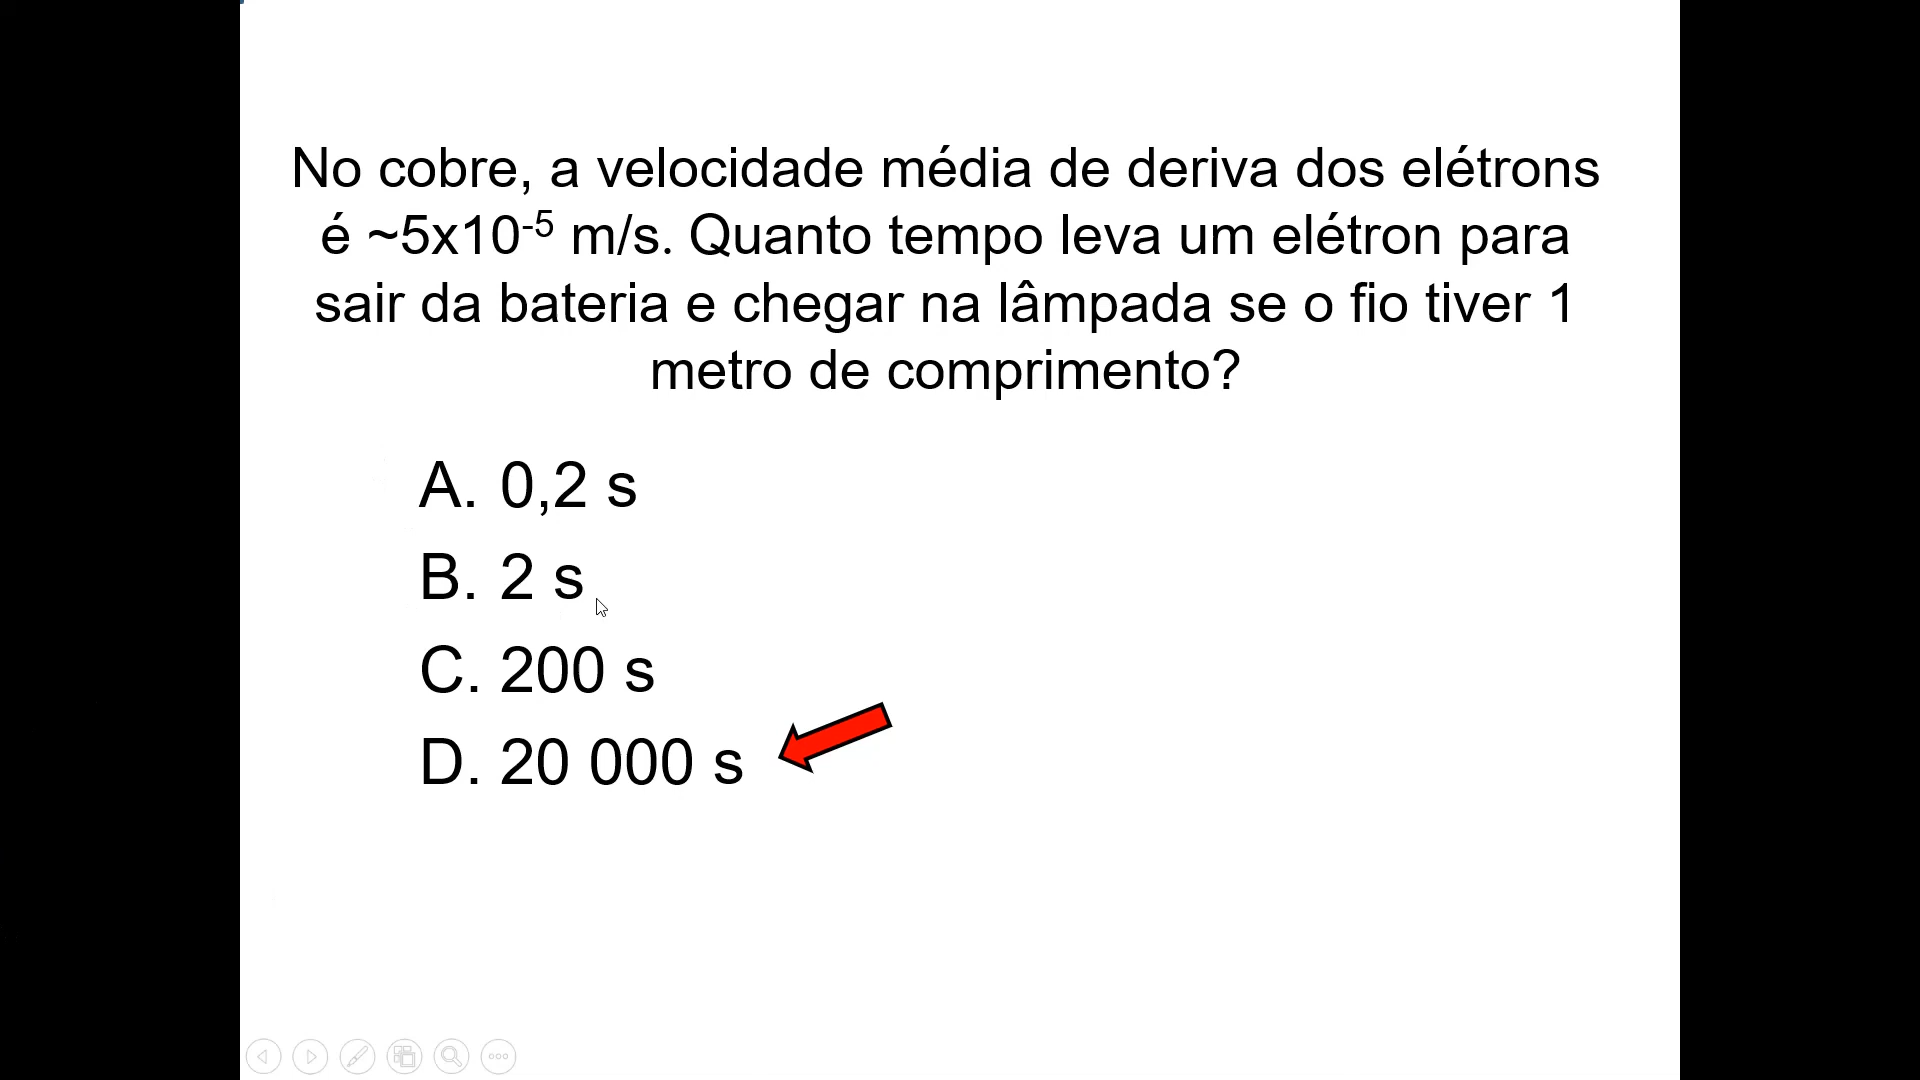 No cobre, a velocidade média de deriva dos elétrons
é ~5x10⁻⁵ m/s. Quanto tempo leva um elétron para
sair da bateria e chegar na lâmpada se o fio tiver 1
metro de comprimento?
A. 0,2 s
B. 2 s
C. 200 s
D. 20 000 s